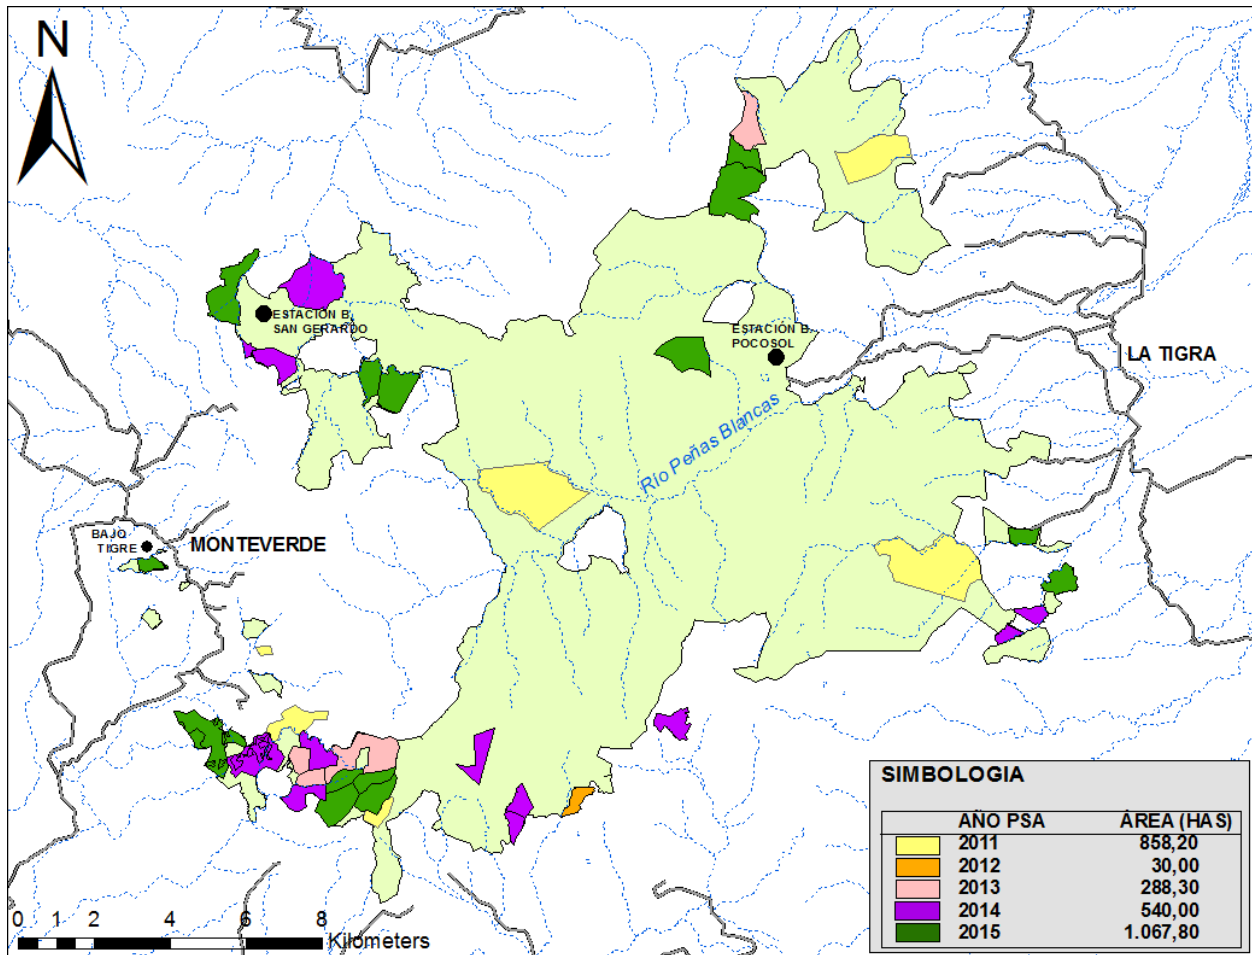 N
ESTACIÓN B.
SAN GERARDO
ESTACIÓN B.
POCOSOL
LA TIGRA
Río Peñas Blancas
BAJO
TIGRE
MONTEVERDE
SIMBOLOGIA
AÑO PSA ÁREA (HAS)
2011 858,20
2012 30,00
2013 288,30
2014 540,00
2015 1.067,80
0 1 2 4 6 8
Kilometers